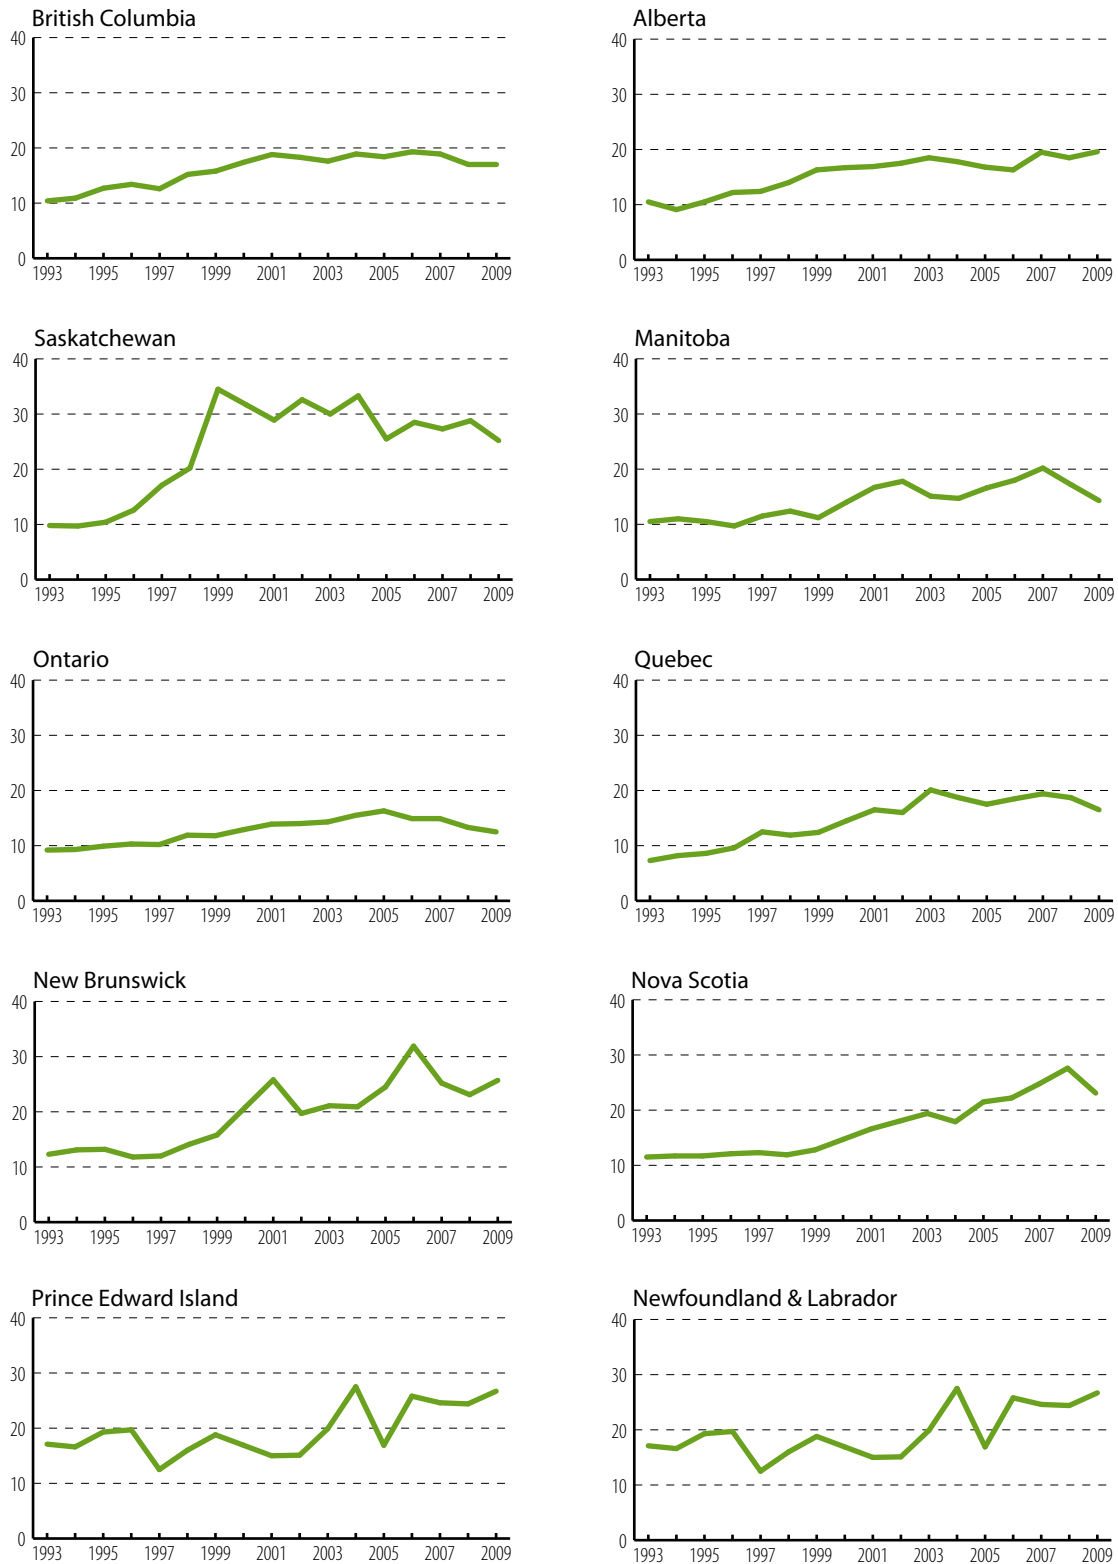 British Columbia
40
30
20
10
0
1993 1995 1997 1999 2001 2003 2005 2007 2009
Alberta
40
30
20
10
0
1993 1995 1997 1999 2001 2003 2005 2007 2009
Saskatchewan
40
30
20
10
0
1993 1995 1997 1999 2001 2003 2005 2007 2009
Manitoba
40
30
20
10
0
1993 1995 1997 1999 2001 2003 2005 2007 2009
Ontario
40
30
20
10
0
1993 1995 1997 1999 2001 2003 2005 2007 2009
Quebec
40
30
20
10
0
1993 1995 1997 1999 2001 2003 2005 2007 2009
New Brunswick
40
30
20
10
0
1993 1995 1997 1999 2001 2003 2005 2007 2009
Nova Scotia
40
30
20
10
0
1993 1995 1997 1999 2001 2003 2005 2007 2009
Prince Edward Island
40
30
20
10
0
1993 1995 1997 1999 2001 2003 2005 2007 2009
Newfoundland & Labrador
40
30
20
10
0
1993 1995 1997 1999 2001 2003 2005 2007 2009